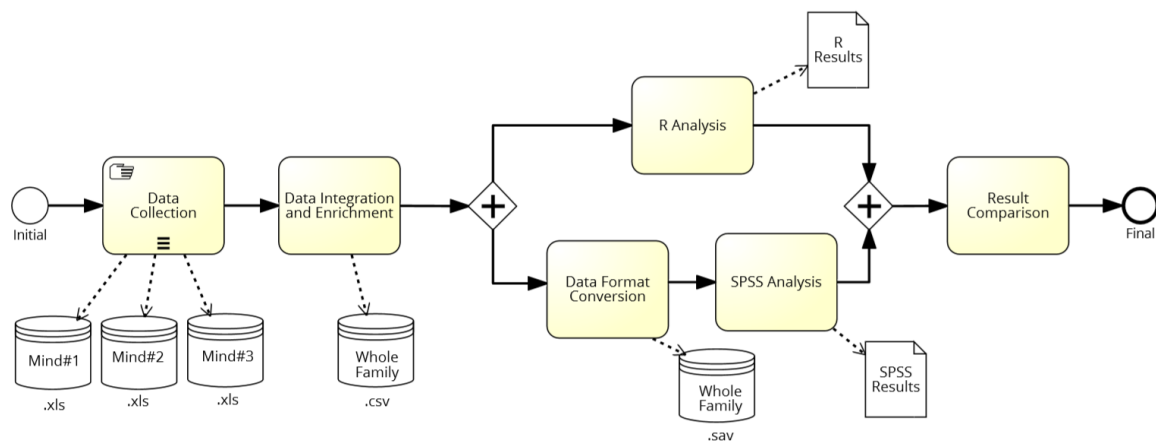 Initial
Data
Collection
Mind#1
.xls
Mind#2
.xls
Mind#3
.xls
Data Integration
and Enrichment
Whole
Family
.csv
R Analysis
R
Results
Data Format
Conversion
Whole
Family
.sav
SPSS Analysis
SPSS
Results
Result
Comparison
Final